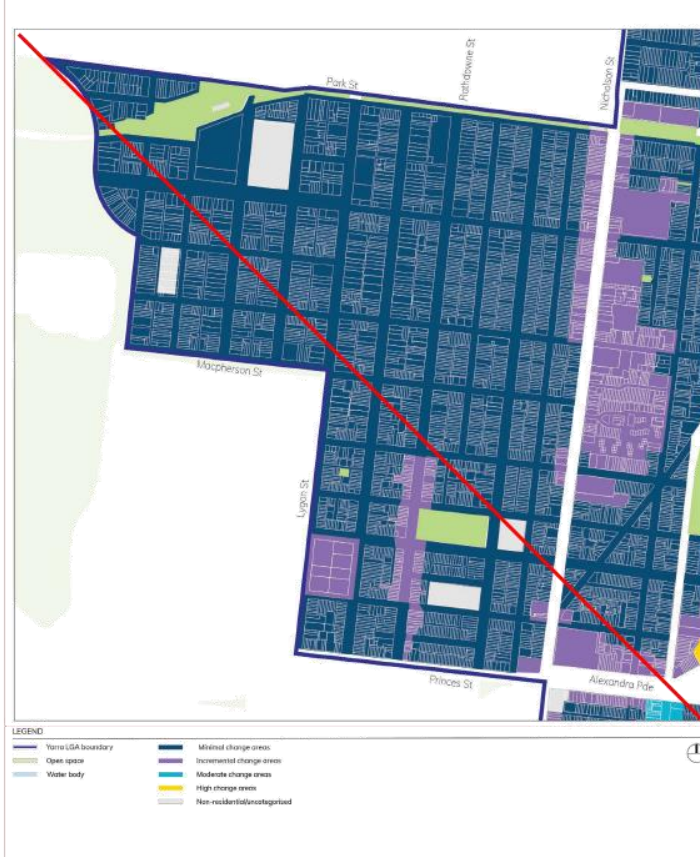 Park St
Rathdowne St
Nicholson St
Macpherson St
Lygon St
Princes St
Alexandra Pde
LEGEND
Yarra LGA boundary
Open space
Water body
Minimal change areas
Incremental change areas
Moderate change areas
High change areas
Non-residential/uncategorised